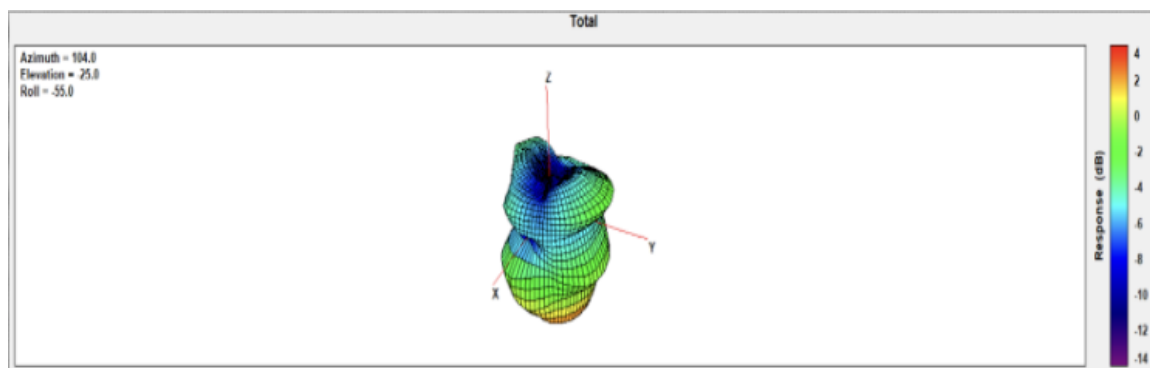 Total
Azimuth = 104.0
Elevation = -25.0
Roll = -55.0
Z
Y
X
4
2
0
-2
-4
-6
-8
-10
-12
-14
Response (dB)